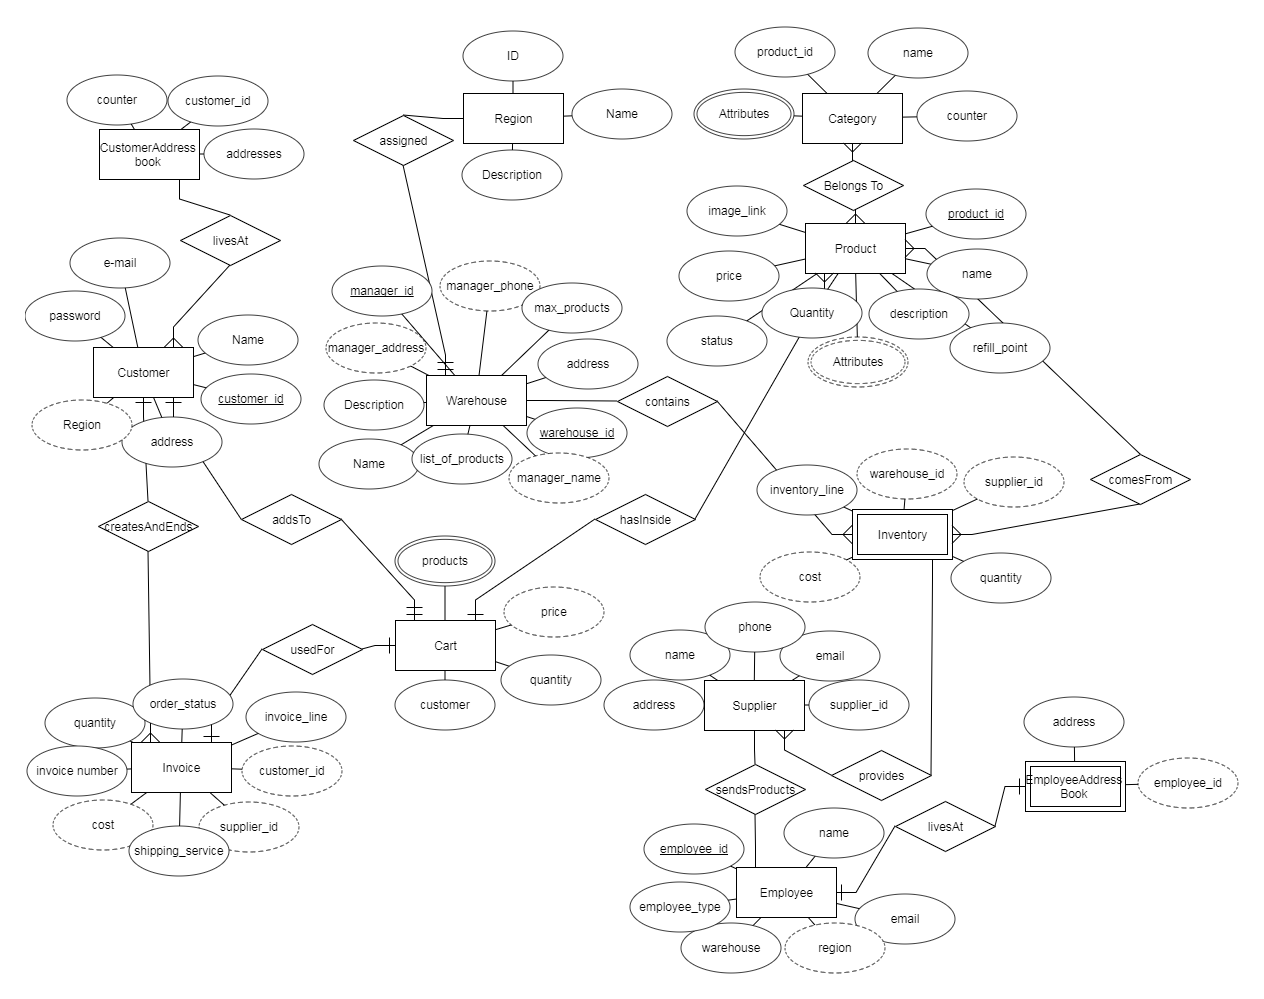 ID
product_id
name
counter
customer_id
Attributes
Category
counter
Region
Name
assigned
CustomerAddress
book
addresses
Description
Belongs To
image_link
product_id
livesAt
Product
e-mail
price
name
manager_id
manager_phone
max_products
password
Quantity
description
Name
status
refill_point
manager_address
Attributes
Customer
address
customer_id
Warehouse
contains
Description
Region
address
warehouse_id
Name
list_of_products
manager_name
inventory_line
warehouse_id
supplier_id
comesFrom
createsAndEnds
addsTo
hasInside
Inventory
products
cost
quantity
price
phone
usedFor
Cart
name
email
quantity
order_status
customer
address
Supplier
supplier_id
quantity
invoice_line
address
invoice number
Invoice
customer_id
provides
EmployeeAddress
Book
employee_id
sendsProducts
cost
supplier_id
livesAt
shipping_service
name
employee_id
Employee
employee_type
email
warehouse
region